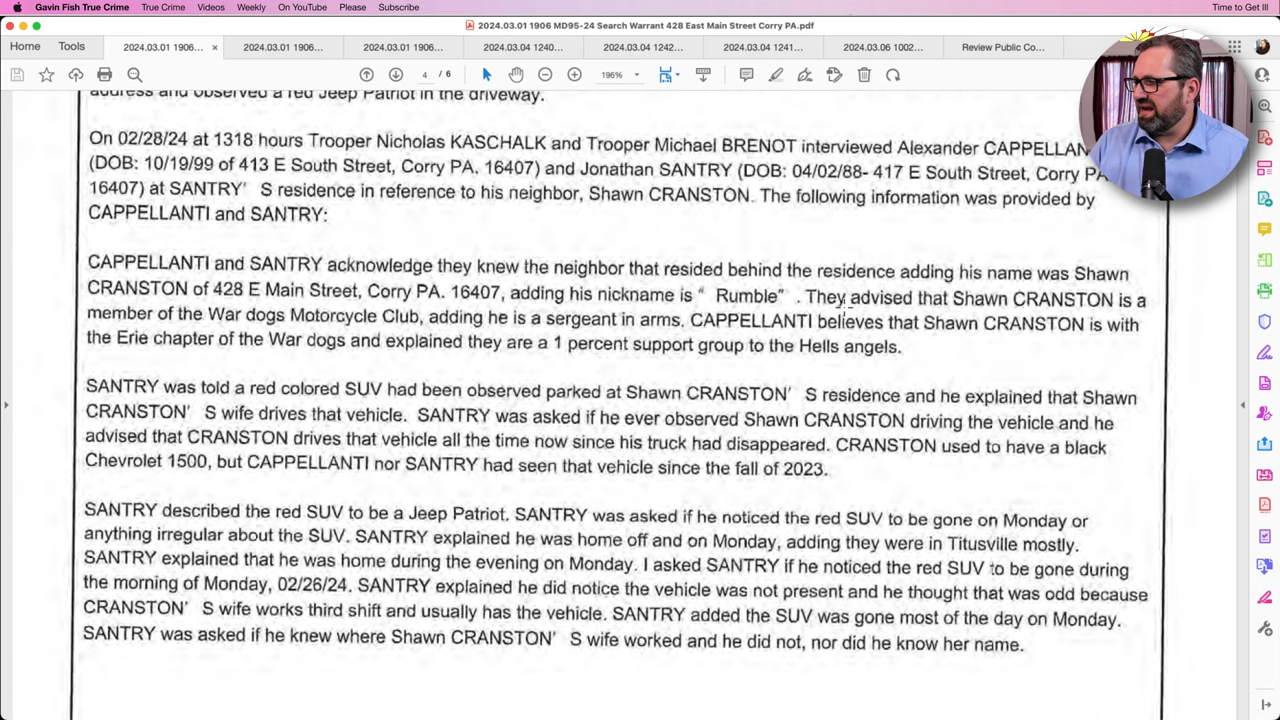 Gavin Fish True Crime True Crime Videos Weekly On YouTube Please Subscribe Time to Get Ill
2024.03.01 1906 MD95-24 Search Warrant 428 East Main Street Corry PA.pdf
Home Tools 2024.03.01 1906... × 2024.03.01 1906... 2024.03.01 1906... 2024.03.04 1240... 2024.03.04 1242... 2024.03.04 1241... 2024.03.06 1002... Review Public Co...
4 / 6 196%
address and observed a red Jeep Patriot in the driveway.
On 02/28/24 at 1318 hours Trooper Nicholas KASCHALK and Trooper Michael BRENOT interviewed Alexander CAPPELLAN
(DOB: 10/19/99 of 413 E South Street, Corry PA. 16407) and Jonathan SANTRY (DOB: 04/02/88- 417 E South Street, Corry PA
16407) at SANTRY' S residence in reference to his neighbor, Shawn CRANSTON. The following information was provided by
CAPPELLANTI and SANTRY:
CAPPELLANTI and SANTRY acknowledge they knew the neighbor that resided behind the residence adding his name was Shawn
CRANSTON of 428 E Main Street, Corry PA. 16407, adding his nickname is “ Rumble” . They advised that Shawn CRANSTON is a
member of the War dogs Motorcycle Club, adding he is a sergeant in arms. CAPPELLANTI believes that Shawn CRANSTON is with
the Erie chapter of the War dogs and explained they are a 1 percent support group to the Hells angels.
SANTRY was told a red colored SUV had been observed parked at Shawn CRANSTON' S residence and he explained that Shawn
CRANSTON' S wife drives that vehicle. SANTRY was asked if he ever observed Shawn CRANSTON driving the vehicle and he
advised that CRANSTON drives that vehicle all the time now since his truck had disappeared. CRANSTON used to have a black
Chevrolet 1500, but CAPPELLANTI nor SANTRY had seen that vehicle since the fall of 2023.
SANTRY described the red SUV to be a Jeep Patriot. SANTRY was asked if he noticed the red SUV to be gone on Monday or
anything irregular about the SUV. SANTRY explained he was home off and on Monday, adding they were in Titusville mostly.
SANTRY explained that he was home during the evening on Monday. I asked SANTRY if he noticed the red SUV to be gone during
the morning of Monday, 02/26/24. SANTRY explained he did notice the vehicle was not present and he thought that was odd because
CRANSTON' S wife works third shift and usually has the vehicle. SANTRY added the SUV was gone most of the day on Monday.
SANTRY was asked if he knew where Shawn CRANSTON' S wife worked and he did not, nor did he know her name.